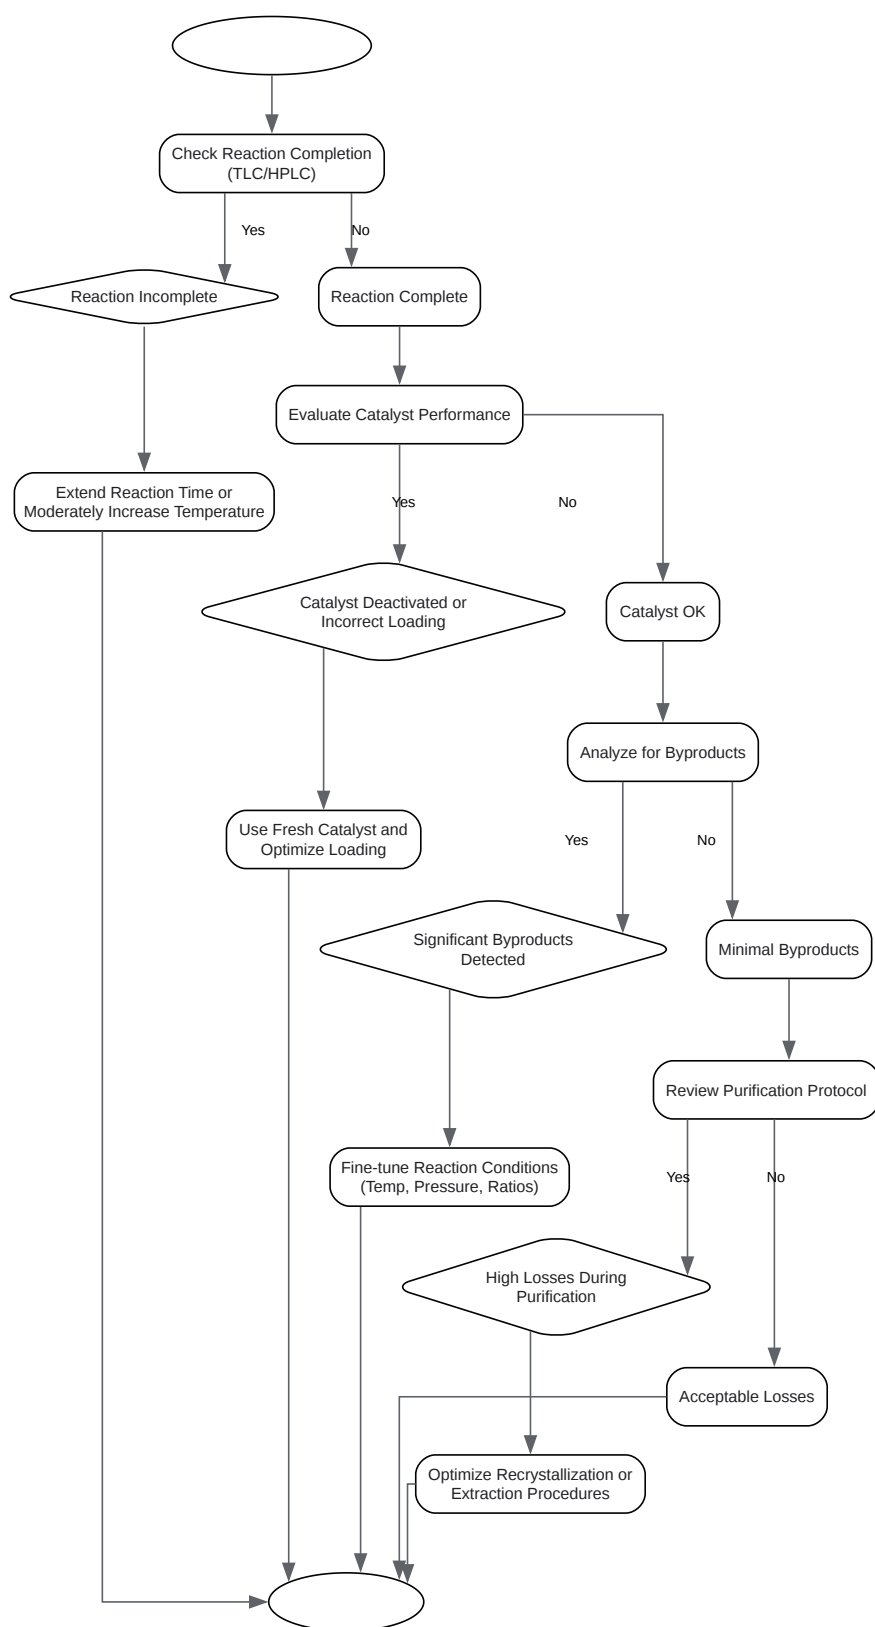 Check Reaction Completion
(TLC/HPLC)
Yes
No
Reaction Incomplete
Reaction Complete
Evaluate Catalyst Performance
Extend Reaction Time or
Moderately Increase Temperature
Yes
No
Catalyst Deactivated or
Incorrect Loading
Catalyst OK
Analyze for Byproducts
Use Fresh Catalyst and
Optimize Loading
Yes
No
Significant Byproducts
Detected
Minimal Byproducts
Review Purification Protocol
Fine-tune Reaction Conditions
(Temp, Pressure, Ratios)
Yes
No
High Losses During
Purification
Acceptable Losses
Optimize Recrystallization or
Extraction Procedures